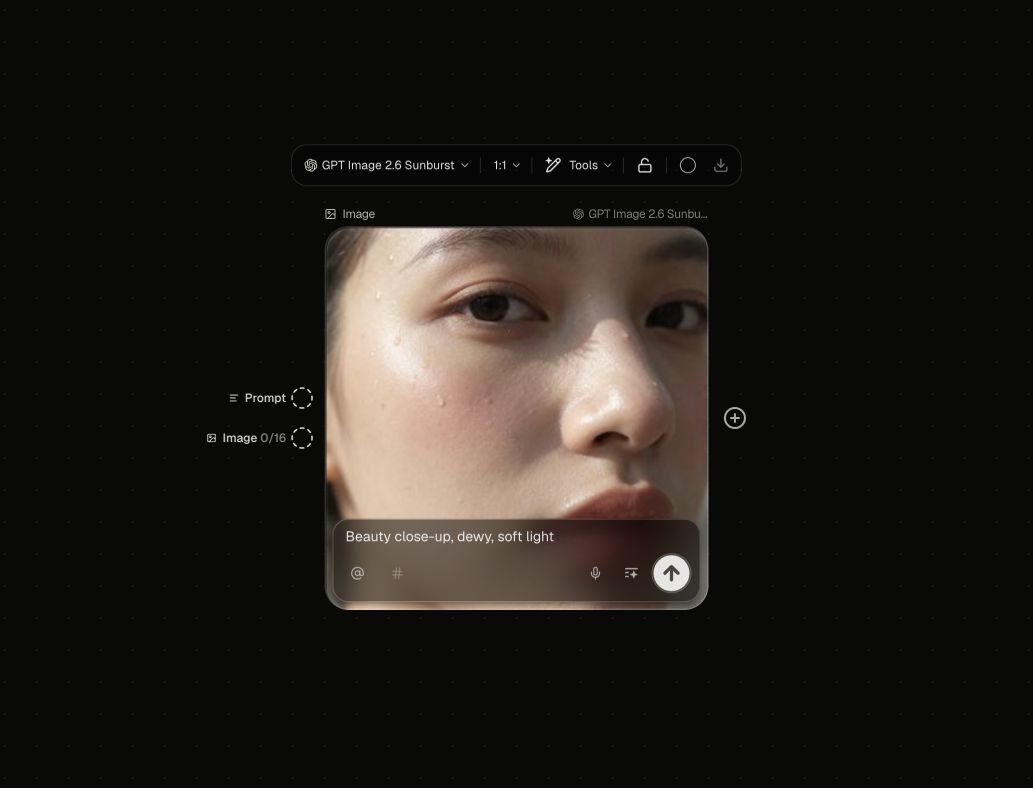 GPT Image 2.6 Sunburst 1:1 Tools
Image GPT Image 2.6 Sunbu...
Prompt
Image 0/16
Beauty close-up, dewy, soft light
@ #